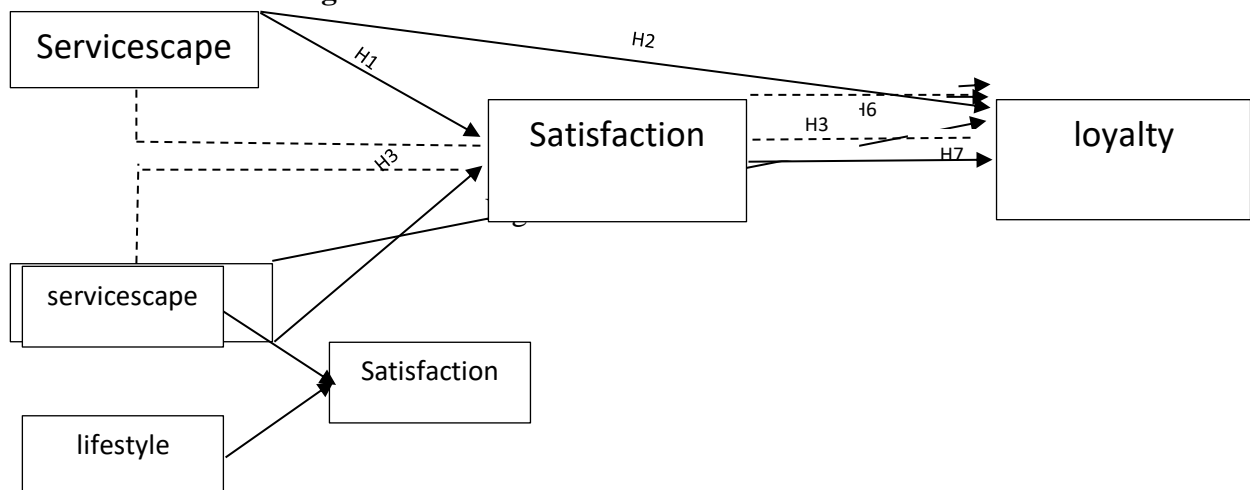 Servicescape
H2
H1
Satisfaction
H6
H3
loyalty
H7
H3
servicescape
Satisfaction
lifestyle